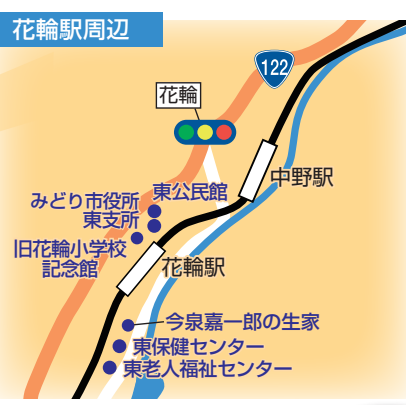 花輪駅周辺
122
花輪
中野駅
東公民館
みどり市役所
東支所
旧花輪小学校
記念館
花輪駅
今泉嘉一郎の生家
東保健センター
東老人福祉センター